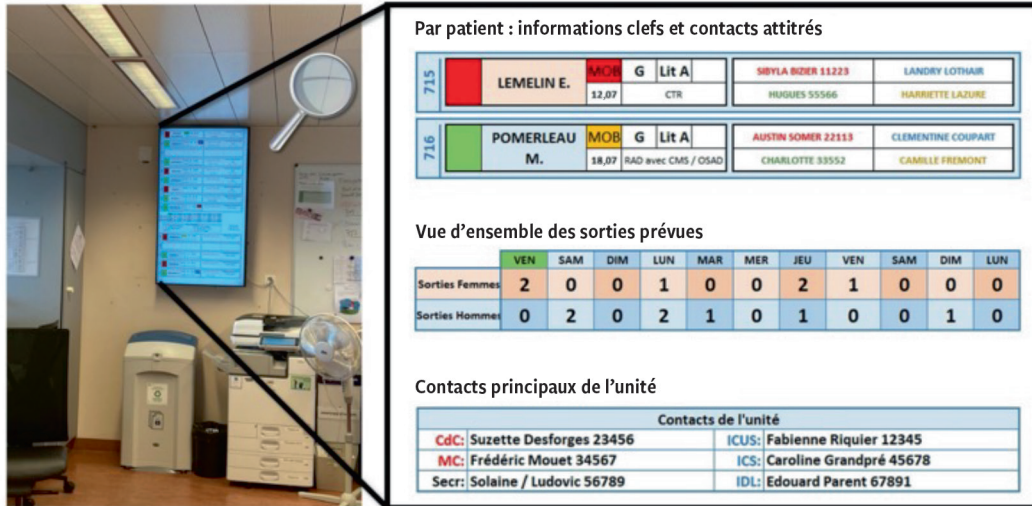 Par patient : informations clefs et contacts attitrés
715 LEMELIN E. MOB G Lit A SIBYLA BIZIER 11223 LANDRY LOTHAIR
12,07 CTR HUGUES 55566 HARRIETTE LAZURE
716 POMERLEAU M. MOB G Lit A AUSTIN SOMER 22113 CLEMENTINE COUPART
18,07 RAD avec CMS / OSAD CHARLOTTE 33552 CAMILLE FREMONT
Vue d’ensemble des sorties prévues
VEN SAM DIM LUN MAR MER JEU VEN SAM DIM LUN
Sorties Femmes 2 0 0 1 0 0 2 1 0 0 0
Sorties Hommes 0 2 0 2 1 0 1 0 0 1 0
Contacts principaux de l’unité
Contacts de l'unité
CdC: Suzette Desforges 23456 ICUS: Fabienne Riquier 12345
MC: Frédéric Mouet 34567 ICS: Caroline Grandpré 45678
Secr: Solaine / Ludovic 56789 IDL: Edouard Parent 67891